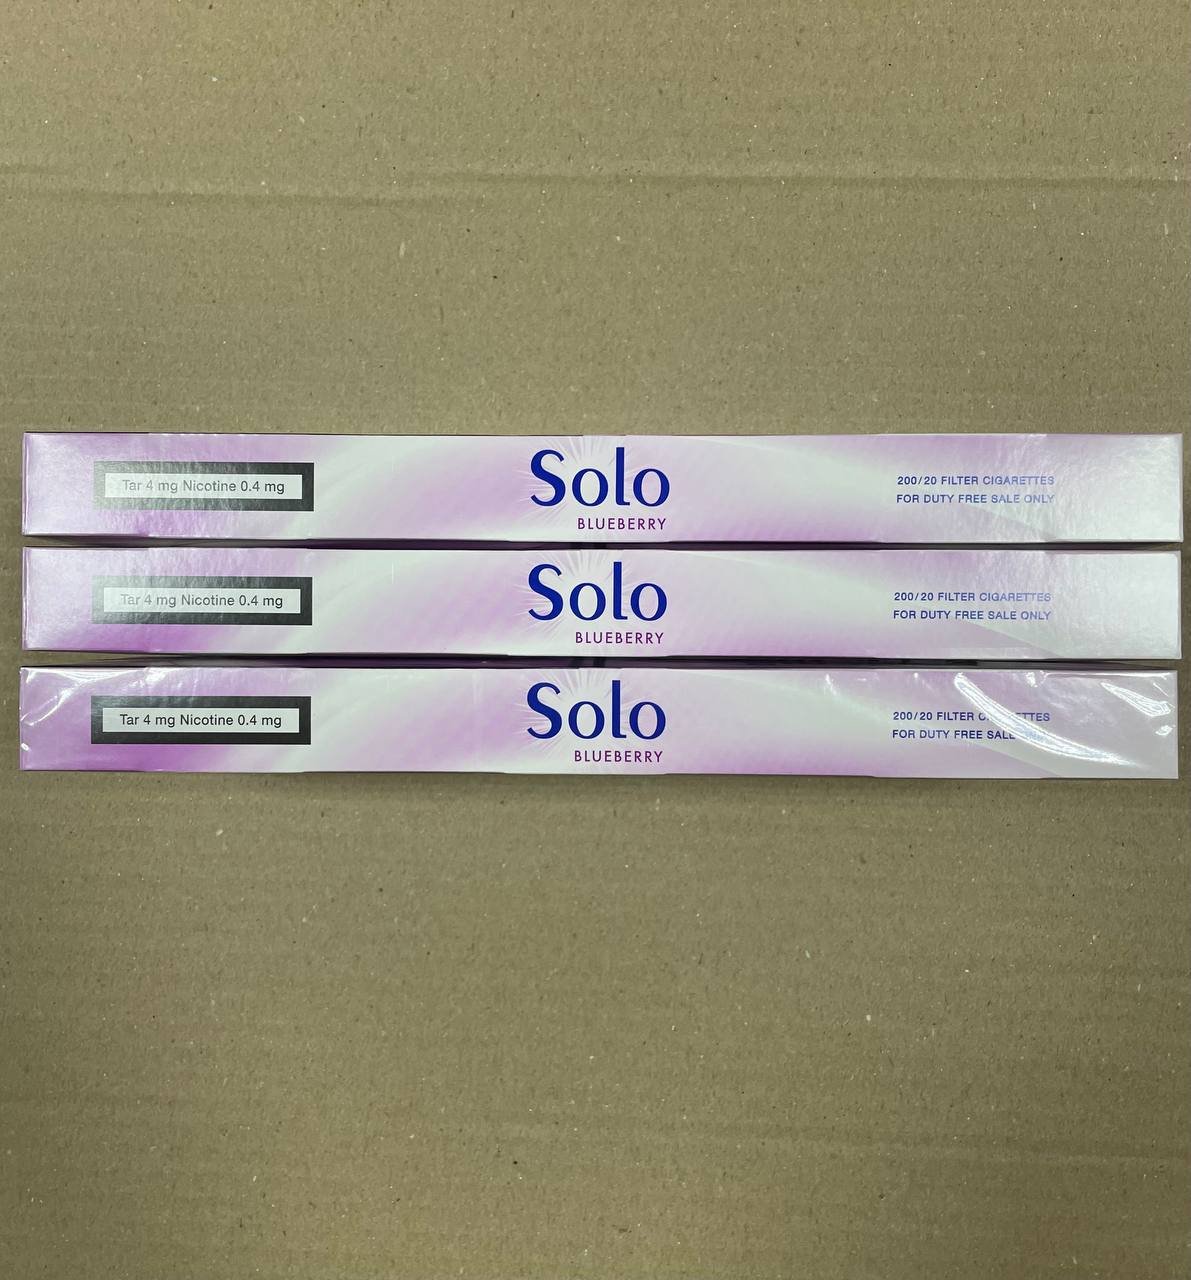 Tar 4 mg Nicotine 0.4 mg
Solo
BLUEBERRY
200/20 FILTER CIGARETTES
FOR DUTY FREE SALE ONLY
Tar 4 mg Nicotine 0.4 mg
Solo
BLUEBERRY
200/20 FILTER CIGARETTES
FOR DUTY FREE SALE ONLY
Tar 4 mg Nicotine 0.4 mg
Solo
BLUEBERRY
200/20 FILTER
FOR DUTY FREE SALE